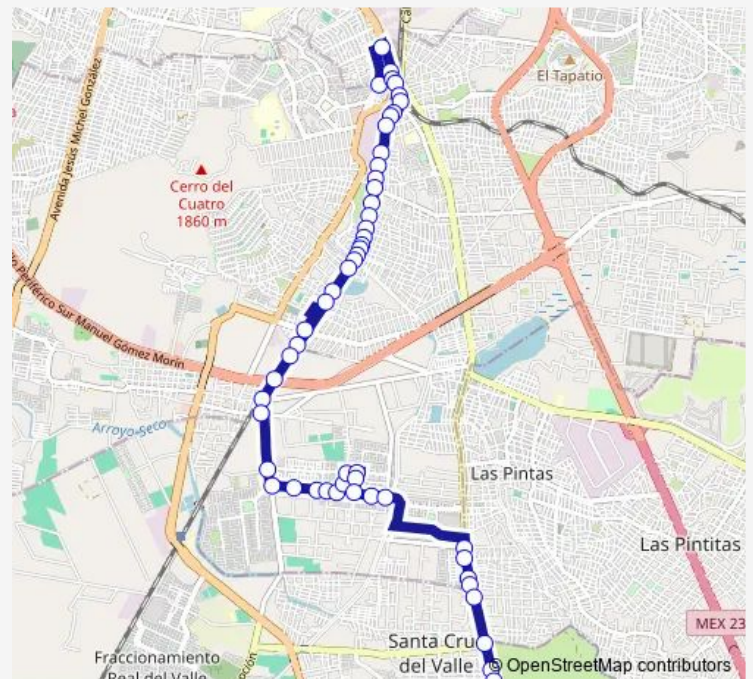 El Tapatío
Avenida Jesús Michel González
Cerro del
Cuatro
1860 m
Periférico Sur Manuel Gómez Morín
Arroyo Seco
Las Pintas
Las Pintitas
MEX 23
Santa Cru
del Valle
Fraccionamiento
Real del Valle
© OpenStreetMap contributors